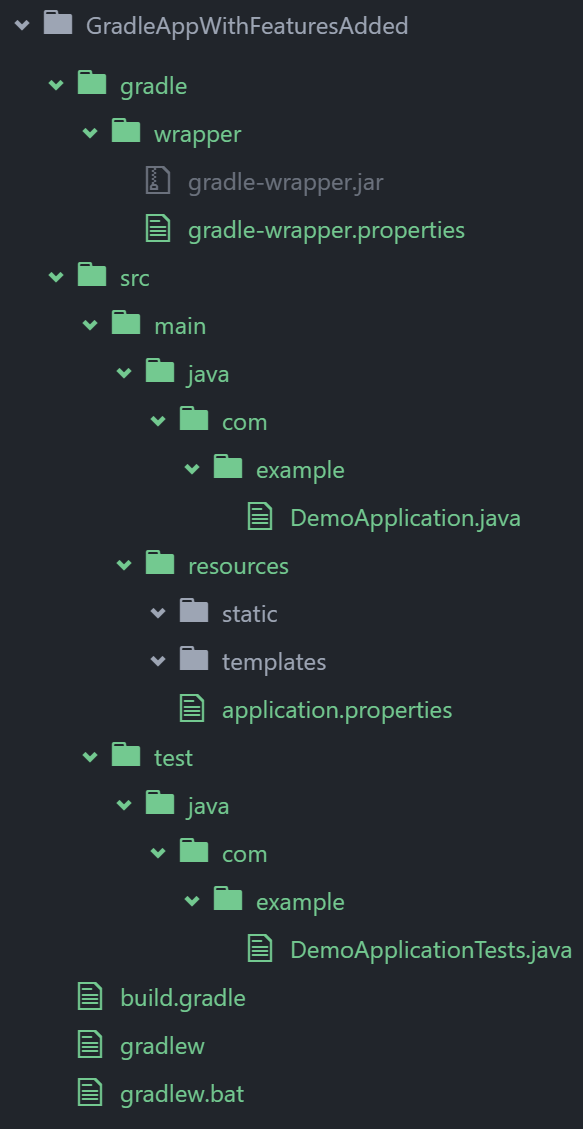 GradleAppWithFeaturesAdded
gradle
wrapper
gradle-wrapper.jar
gradle-wrapper.properties
src
main
java
com
example
DemoApplication.java
resources
static
templates
application.properties
test
java
com
example
DemoApplicationTests.java
build.gradle
gradlew
gradlew.bat